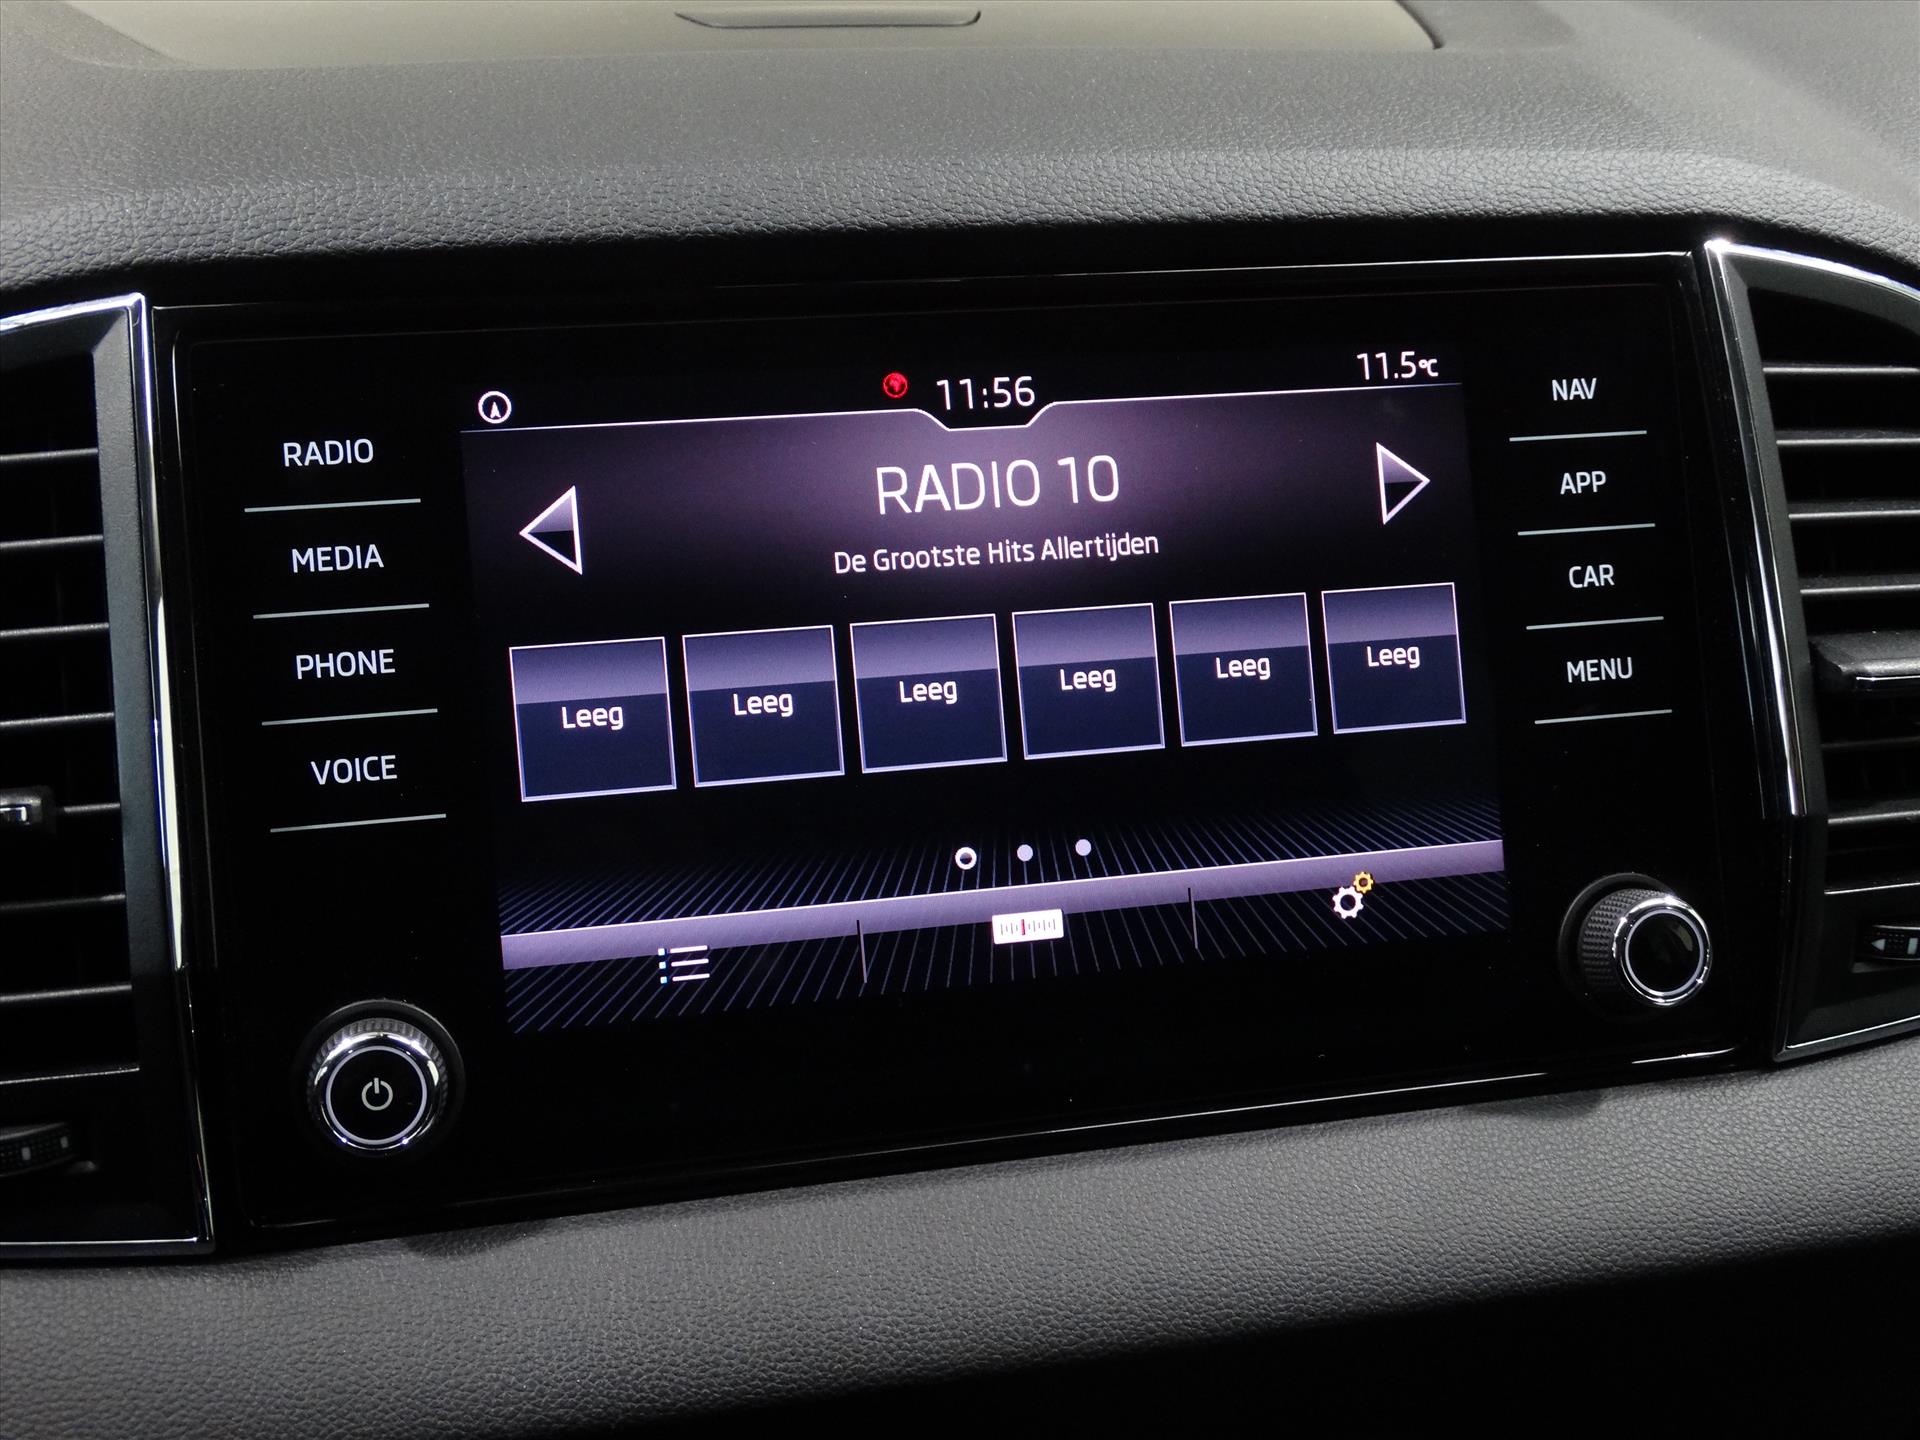 11:56
11.5°C
RADIO
MEDIA
PHONE
VOICE
RADIO 10
De Grootste Hits Allertijden
Leeg
Leeg
Leeg
Leeg
Leeg
Leeg
NAV
APP
CAR
MENU